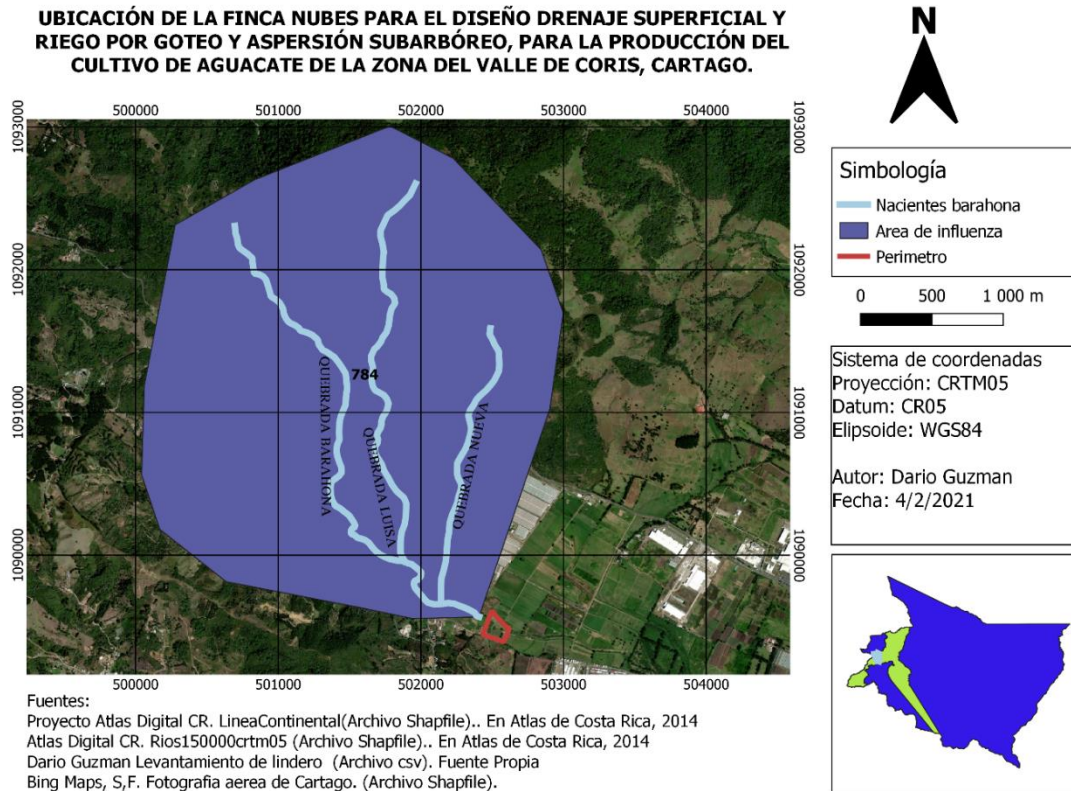 UBICACIÓN DE LA FINCA NUBES PARA EL DISEÑO DRENAJE SUPERFICIAL Y
RIEGO POR GOTEO Y ASPERSIÓN SUBARBÓREO, PARA LA PRODUCCIÓN DEL
CULTIVO DE AGUACATE DE LA ZONA DEL VALLE DE CORIS, CARTAGO.
N
500000 501000 502000 503000 504000
1093000 1093000
1092000 1092000
1091000 1091000
1090000 1090000
784
QUEBRADA BARAHONA
QUEBRADA LUISA
QUEBRADA NUEVA
500000 501000 502000 503000 504000
Simbología
Nacientes barahona
Area de influenza
Perimetro
0 500 1 000 m
Sistema de coordenadas
Proyección: CRTM05
Datum: CR05
Elipsoide: WGS84
Autor: Dario Guzman
Fecha: 4/2/2021
Fuentes:
Proyecto Atlas Digital CR. LineaContinental(Archivo Shapfile).. En Atlas de Costa Rica, 2014
Atlas Digital CR. Rios150000crtm05 (Archivo Shapfile).. En Atlas de Costa Rica, 2014
Dario Guzman Levantamiento de lindero (Archivo csv). Fuente Propia
Bing Maps, S,F. Fotografia aerea de Cartago. (Archivo Shapfile).